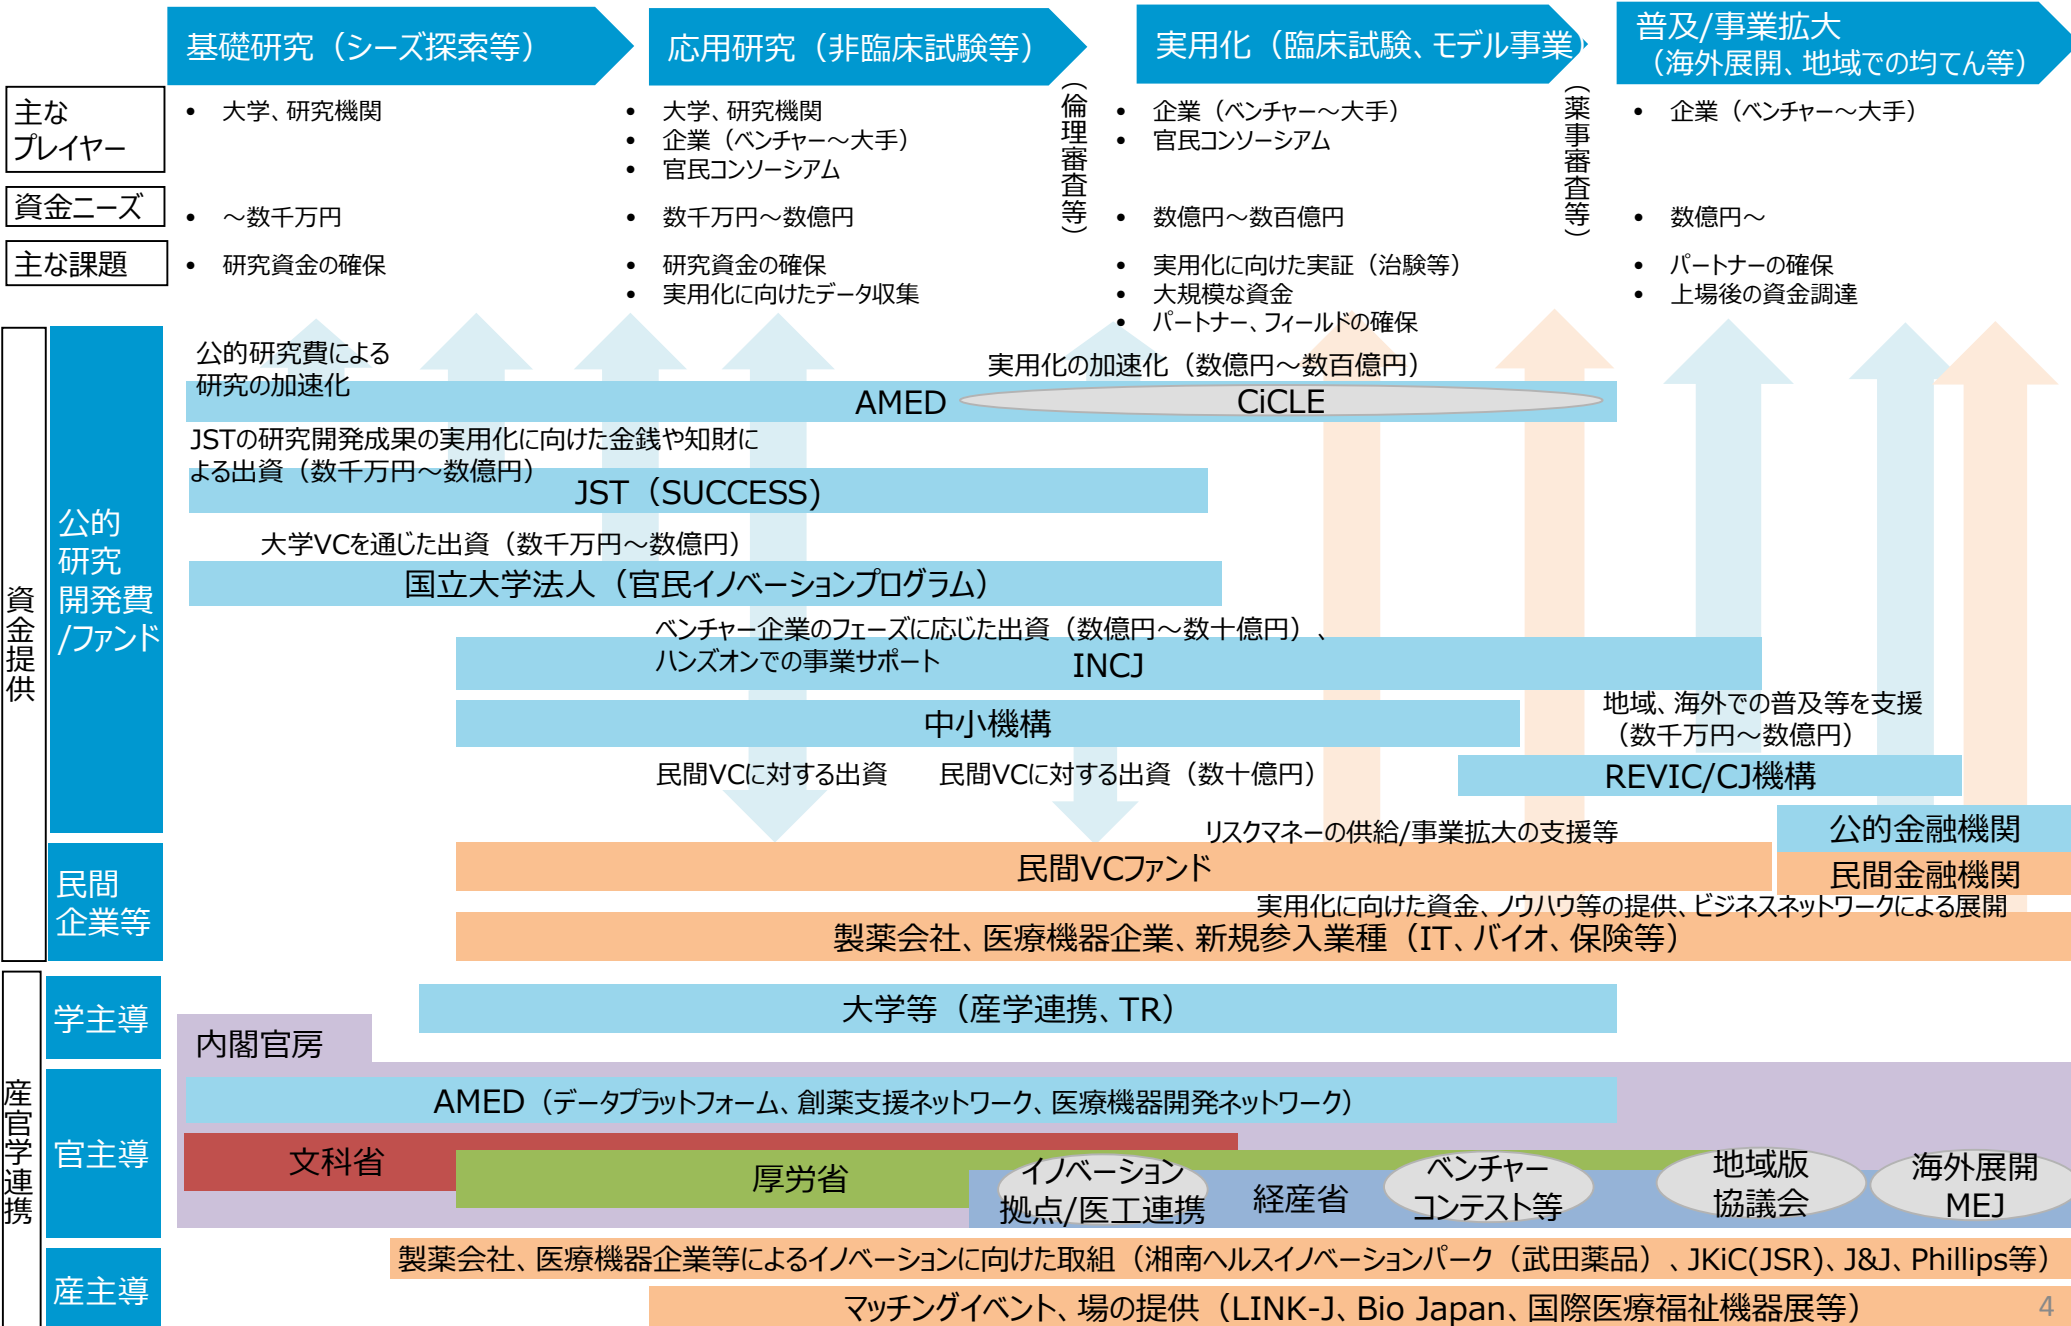 基礎研究（シーズ探索等）
応用研究（非臨床試験等）
実用化（臨床試験、モデル事業）
普及/事業拡大
（海外展開、地域での均てん等）
主な
プレイヤー
• 大学、研究機関
• 大学、研究機関
• 企業（ベンチャー～大手）
• 官民コンソーシアム
（倫理審査等）
• 企業（ベンチャー～大手）
• 官民コンソーシアム
（薬事審査等）
• 企業（ベンチャー～大手）
資金ニーズ
• ～数千万円
• 数千万円～数億円
• 数億円～数百億円
• 数億円～
主な課題
• 研究資金の確保
• 研究資金の確保
• 実用化に向けたデータ収集
• 実用化に向けた実証（治験等）
• 大規模な資金
• パートナー、フィールドの確保
• パートナーの確保
• 上場後の資金調達
資金提供
公的
研究
開発費
/ファンド
公的研究費による
研究の加速化
実用化の加速化（数億円～数百億円）
AMED
CiCLE
JSTの研究開発成果の実用化に向けた金銭や知財に
よる出資（数千万円～数億円）
JST（SUCCESS)
大学VCを通じた出資（数千万円～数億円）
国立大学法人（官民イノベーションプログラム）
ベンチャー企業のフェーズに応じた出資（数億円～数十億円）、
ハンズオンでの事業サポート
INCJ
中小機構
地域、海外での普及等を支援
（数千万円～数億円）
民間VCに対する出資
民間VCに対する出資（数十億円）
REVIC/CJ機構
公的金融機関
民間
企業等
リスクマネーの供給/事業拡大の支援等
民間VCファンド
民間金融機関
実用化に向けた資金、ノウハウ等の提供、ビジネスネットワークによる展開
製薬会社、医療機器企業、新規参入業種（IT、バイオ、保険等）
産官学連携
学主導
大学等（産学連携、TR）
内閣官房
官主導
AMED（データプラットフォーム、創薬支援ネットワーク、医療機器開発ネットワーク）
文科省
厚労省
イノベーション
拠点/医工連携
経産省
ベンチャー
コンテスト等
地域版
協議会
海外展開
MEJ
産主導
製薬会社、医療機器企業等によるイノベーションに向けた取組（湘南ヘルスイノベーションパーク（武田薬品）、JKiC(JSR)、J&J、Phillips等）
マッチングイベント、場の提供（LINK-J、Bio Japan、国際医療福祉機器展等）
4